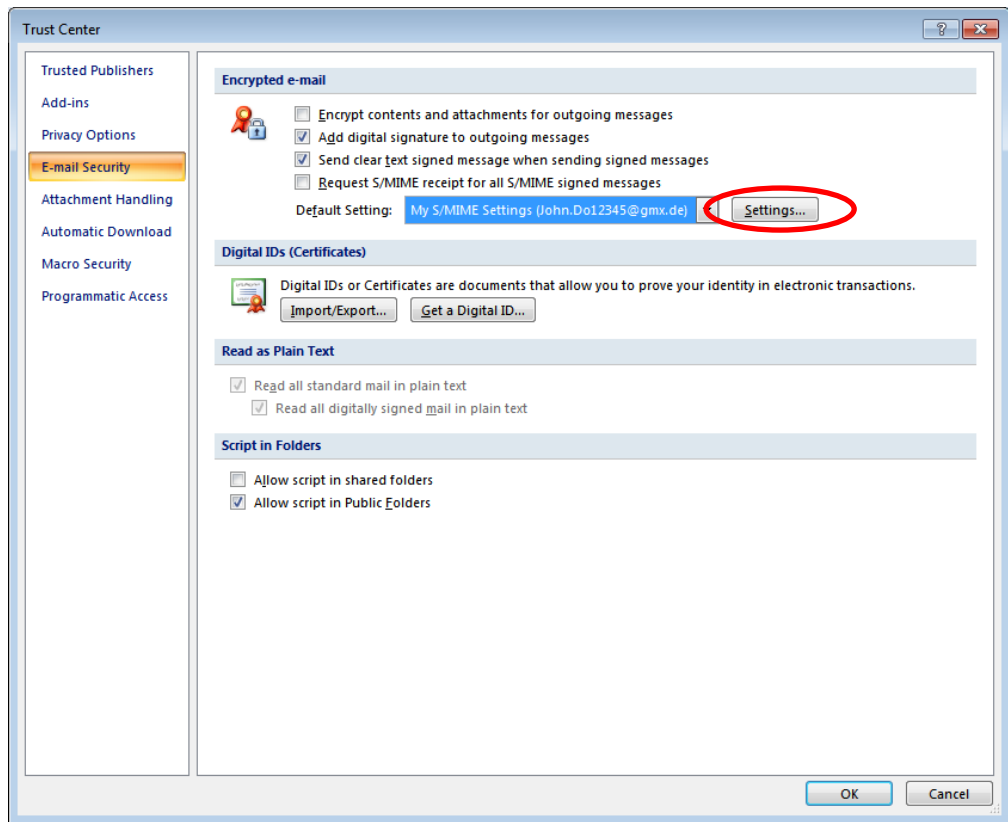 Trust Center
Trusted Publishers
Add-ins
Privacy Options
E-mail Security
Attachment Handling
Automatic Download
Macro Security
Programmatic Access
Encrypted e-mail
Encrypt contents and attachments for outgoing messages
Add digital signature to outgoing messages
Send clear text signed message when sending signed messages
Request S/MIME receipt for all S/MIME signed messages
Default Setting: My S/MIME Settings (John.Do12345@gmx.de) Settings...
Digital IDs (Certificates)
Digital IDs or Certificates are documents that allow you to prove your identity in electronic transactions.
Import/Export... Get a Digital ID...
Read as Plain Text
Read all standard mail in plain text
Read all digitally signed mail in plain text
Script in Folders
Allow script in shared folders
Allow script in Public Folders
OK Cancel